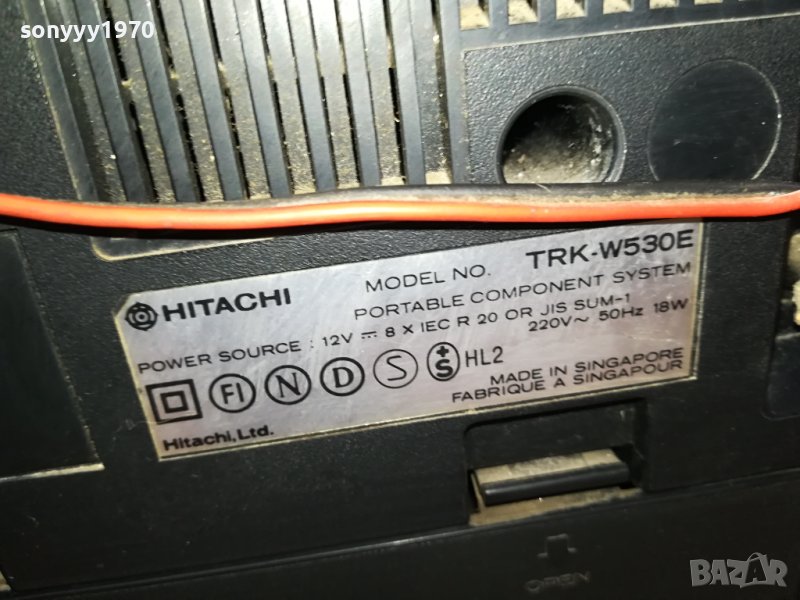 sonyyy1970
HITACHI MODEL NO. TRK-W530E
PORTABLE COMPONENT SYSTEM
POWER SOURCE : 12V ⎓ 8 X IEC R 20 OR JIS SUM-1
220V~ 50Hz 18W
FI N D S +S HL2
MADE IN SINGAPORE
FABRIQUE A SINGAPOUR
Hitachi, Ltd.
OPEN
BAZAR